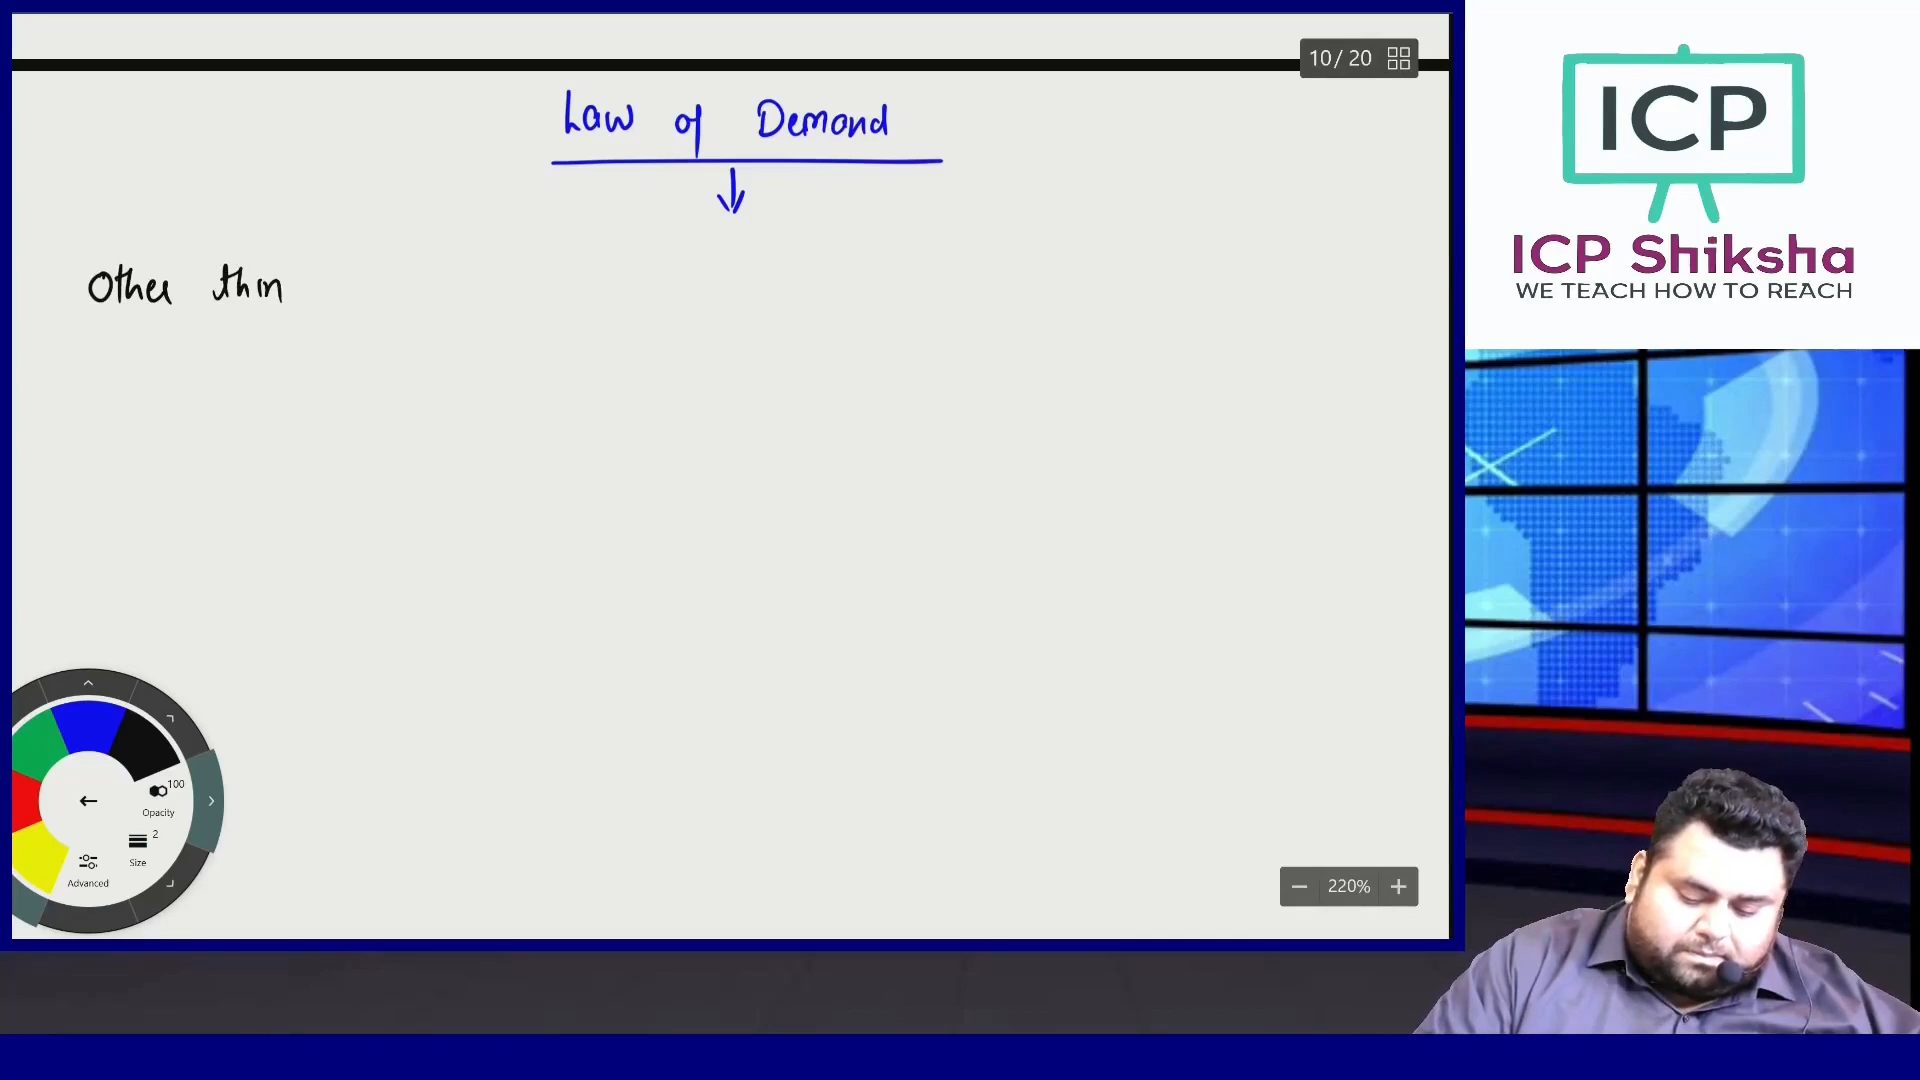 10/ 20
Law of Demand
↓
Other thin
100
Opacity
2
Size
Advanced
220%
ICP
ICP Shiksha
WE TEACH HOW TO REACH